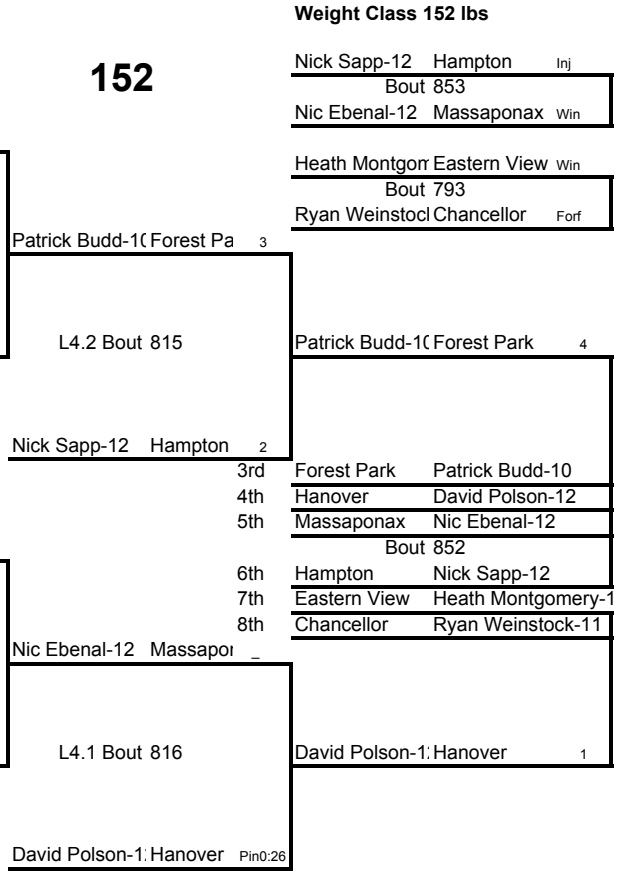 Weight Class 152 lbs
152
Nick Sapp-12 Hampton Inj
Bout 853
Nic Ebenal-12 Massaponax Win
Heath Montgom Eastern View Win
Bout 793
Ryan Weinstocl Chancellor Forf
Patrick Budd-1( Forest Pa 3
L4.2 Bout 815 Patrick Budd-1( Forest Park 4
Nick Sapp-12 Hampton 2
3rd Forest Park Patrick Budd-10
4th Hanover David Polson-12
5th Massaponax Nic Ebenal-12
Bout 852
6th Hampton Nick Sapp-12
7th Eastern View Heath Montgomery-1
8th Chancellor Ryan Weinstock-11
Nic Ebenal-12 Massapor _
L4.1 Bout 816 David Polson-1: Hanover 1
David Polson-1: Hanover Pin0:26